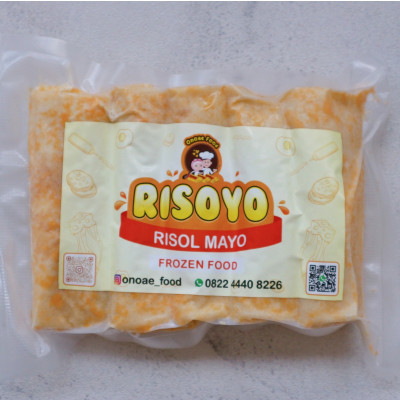 OnOae Food
RISOYO
RISOL MAYO
FROZEN FOOD
onoae_food 0822 4440 8226